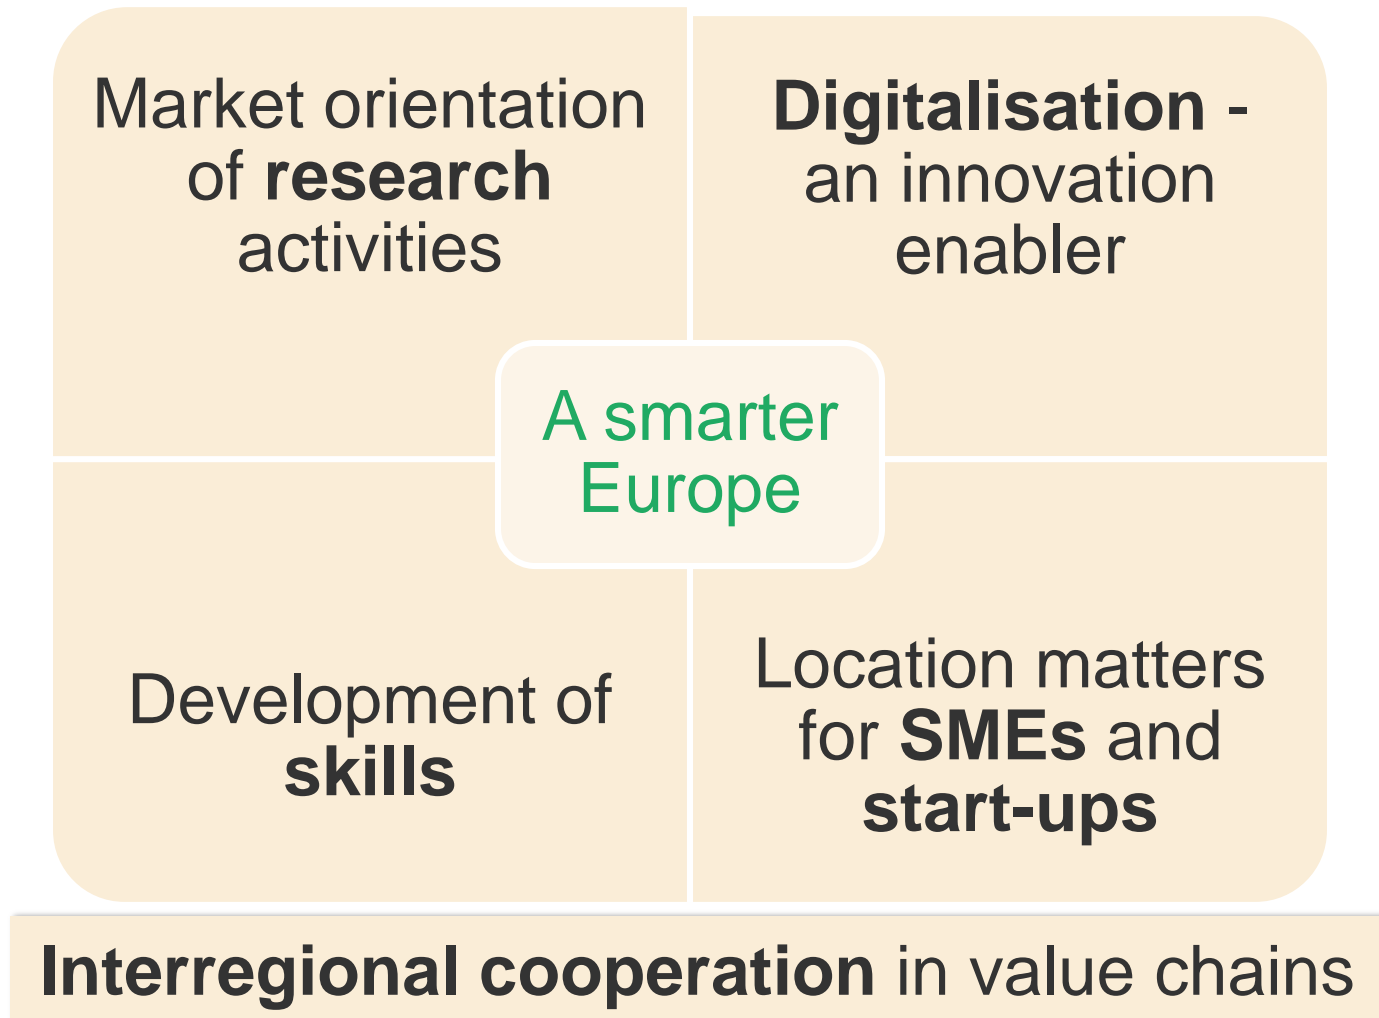 Market orientation
of research
activities
Digitalisation -
an innovation
enabler
A smarter
Europe
Development of
skills
Location matters
for SMEs and
start-ups
Interregional cooperation in value chains